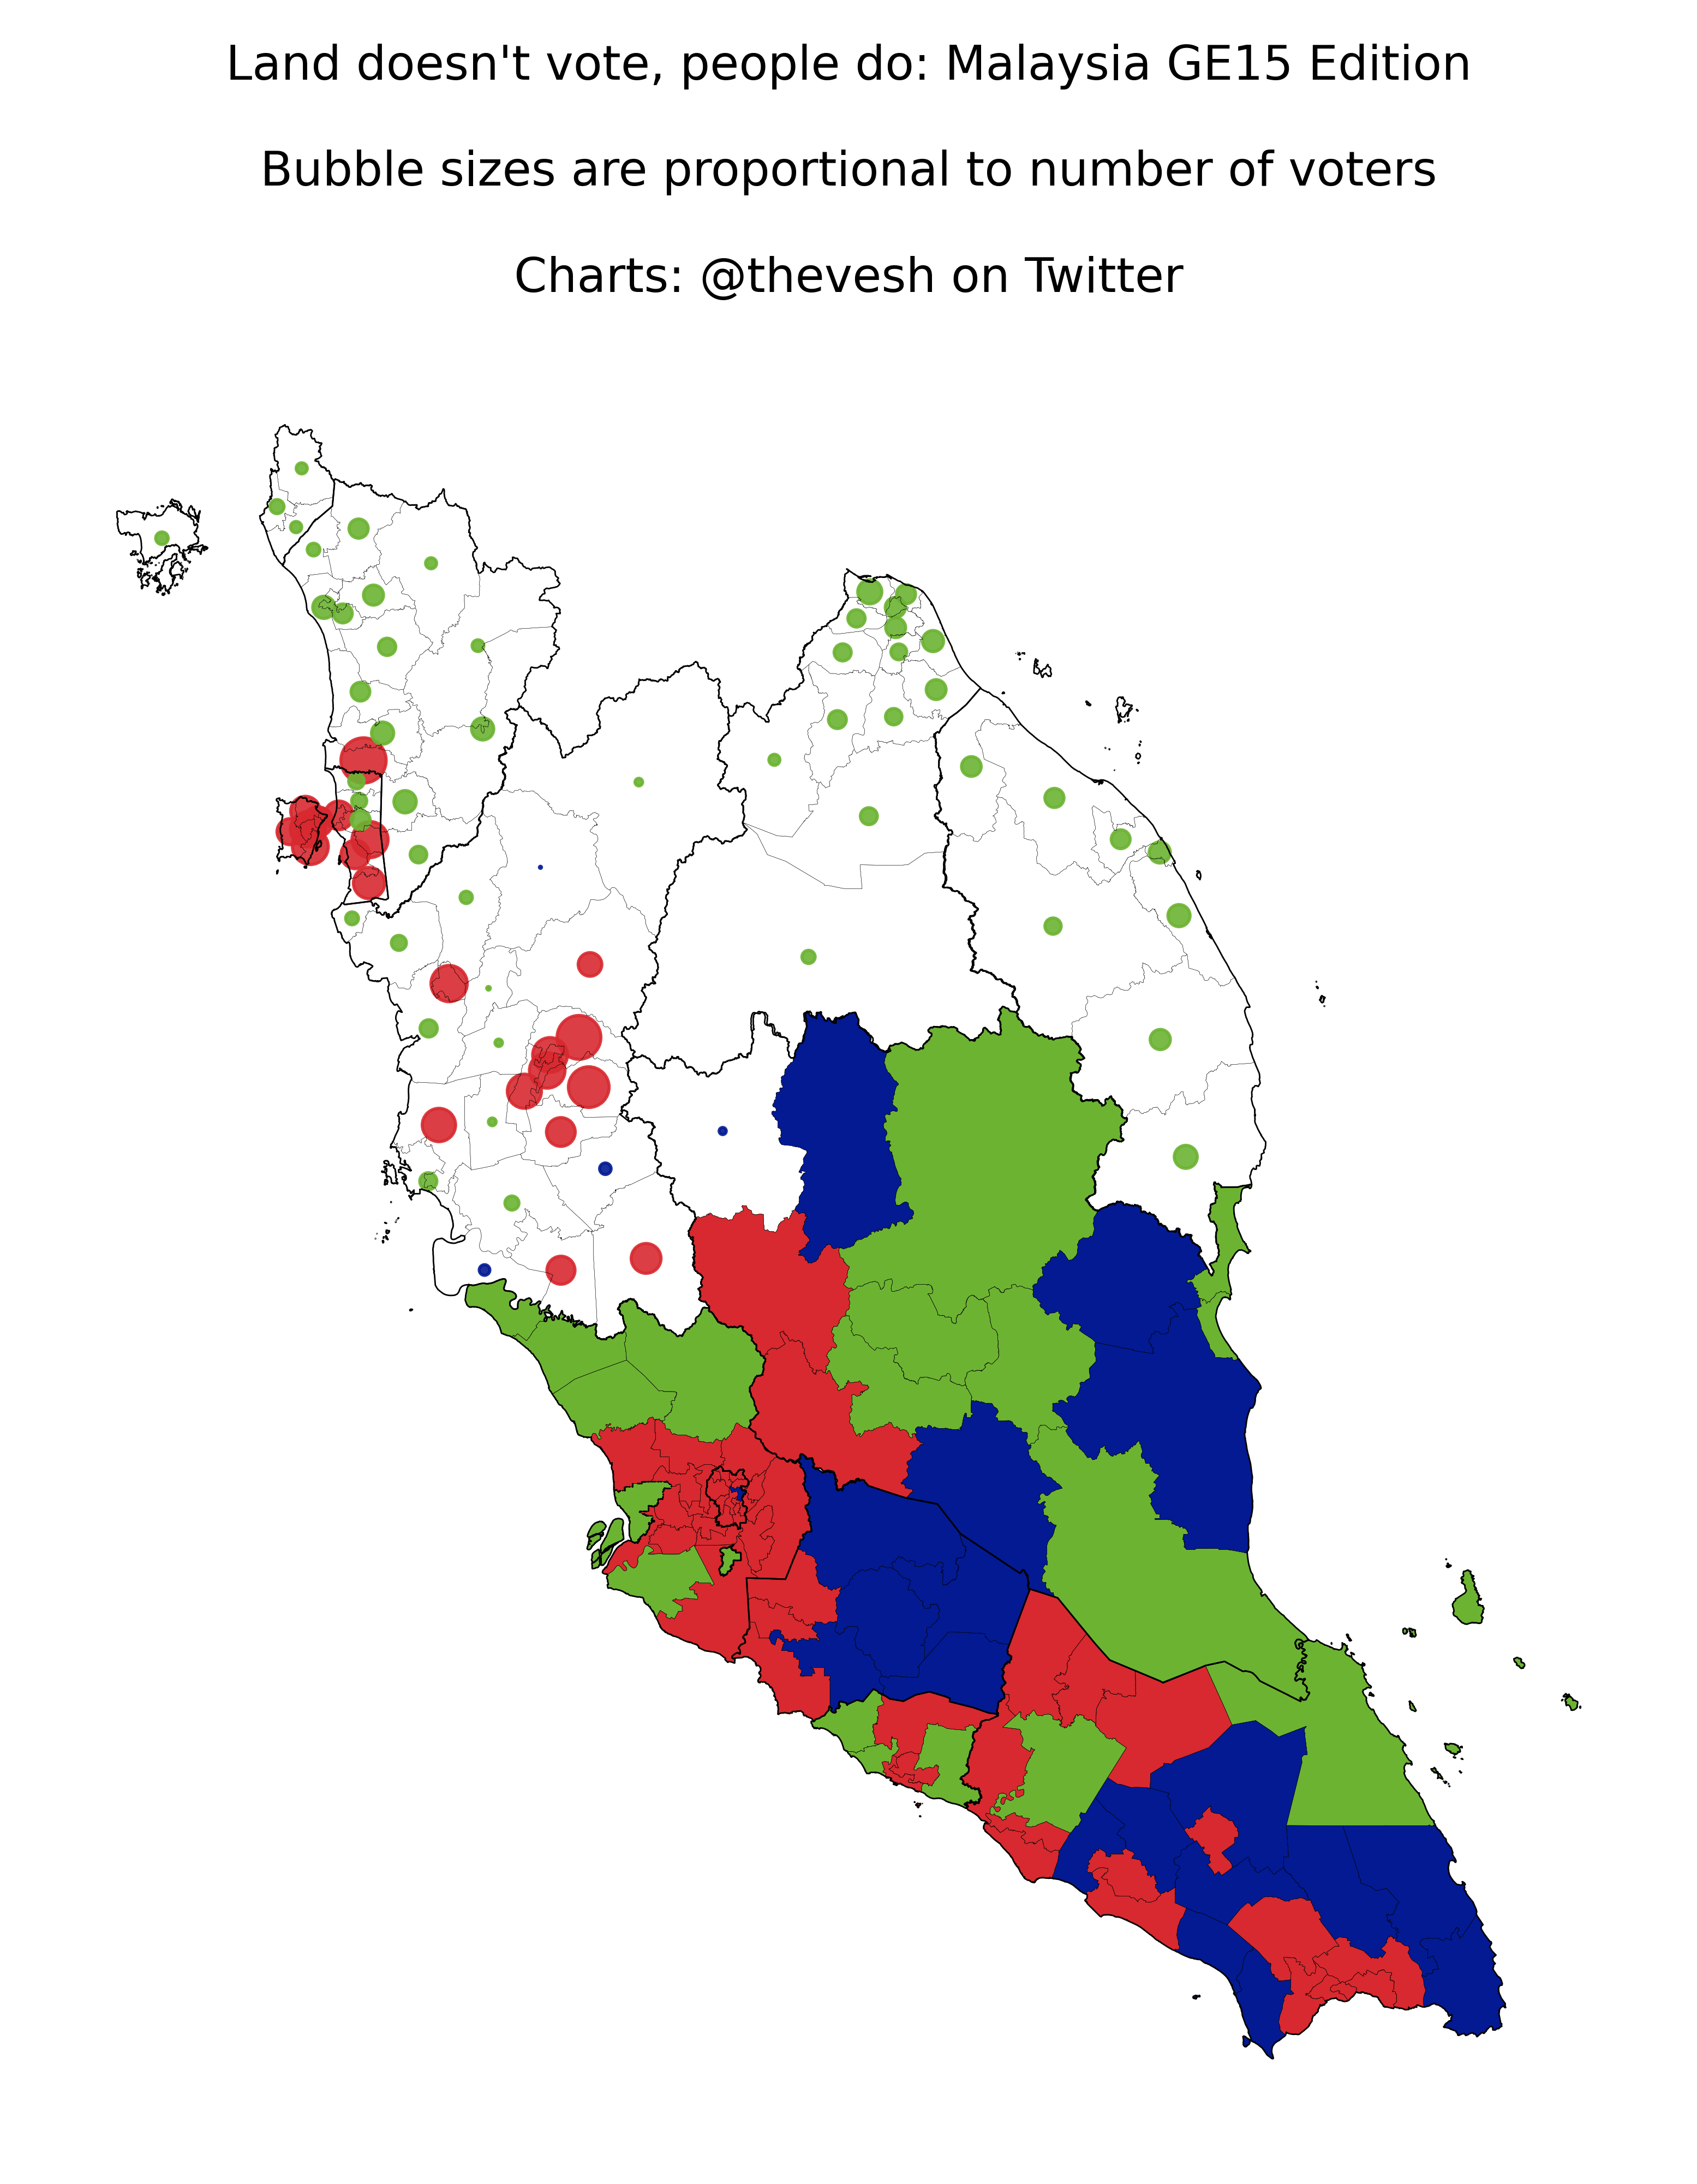 Land doesn't vote, people do: Malaysia GE15 Edition
Bubble sizes are proportional to number of voters
Charts: @thevesh on Twitter